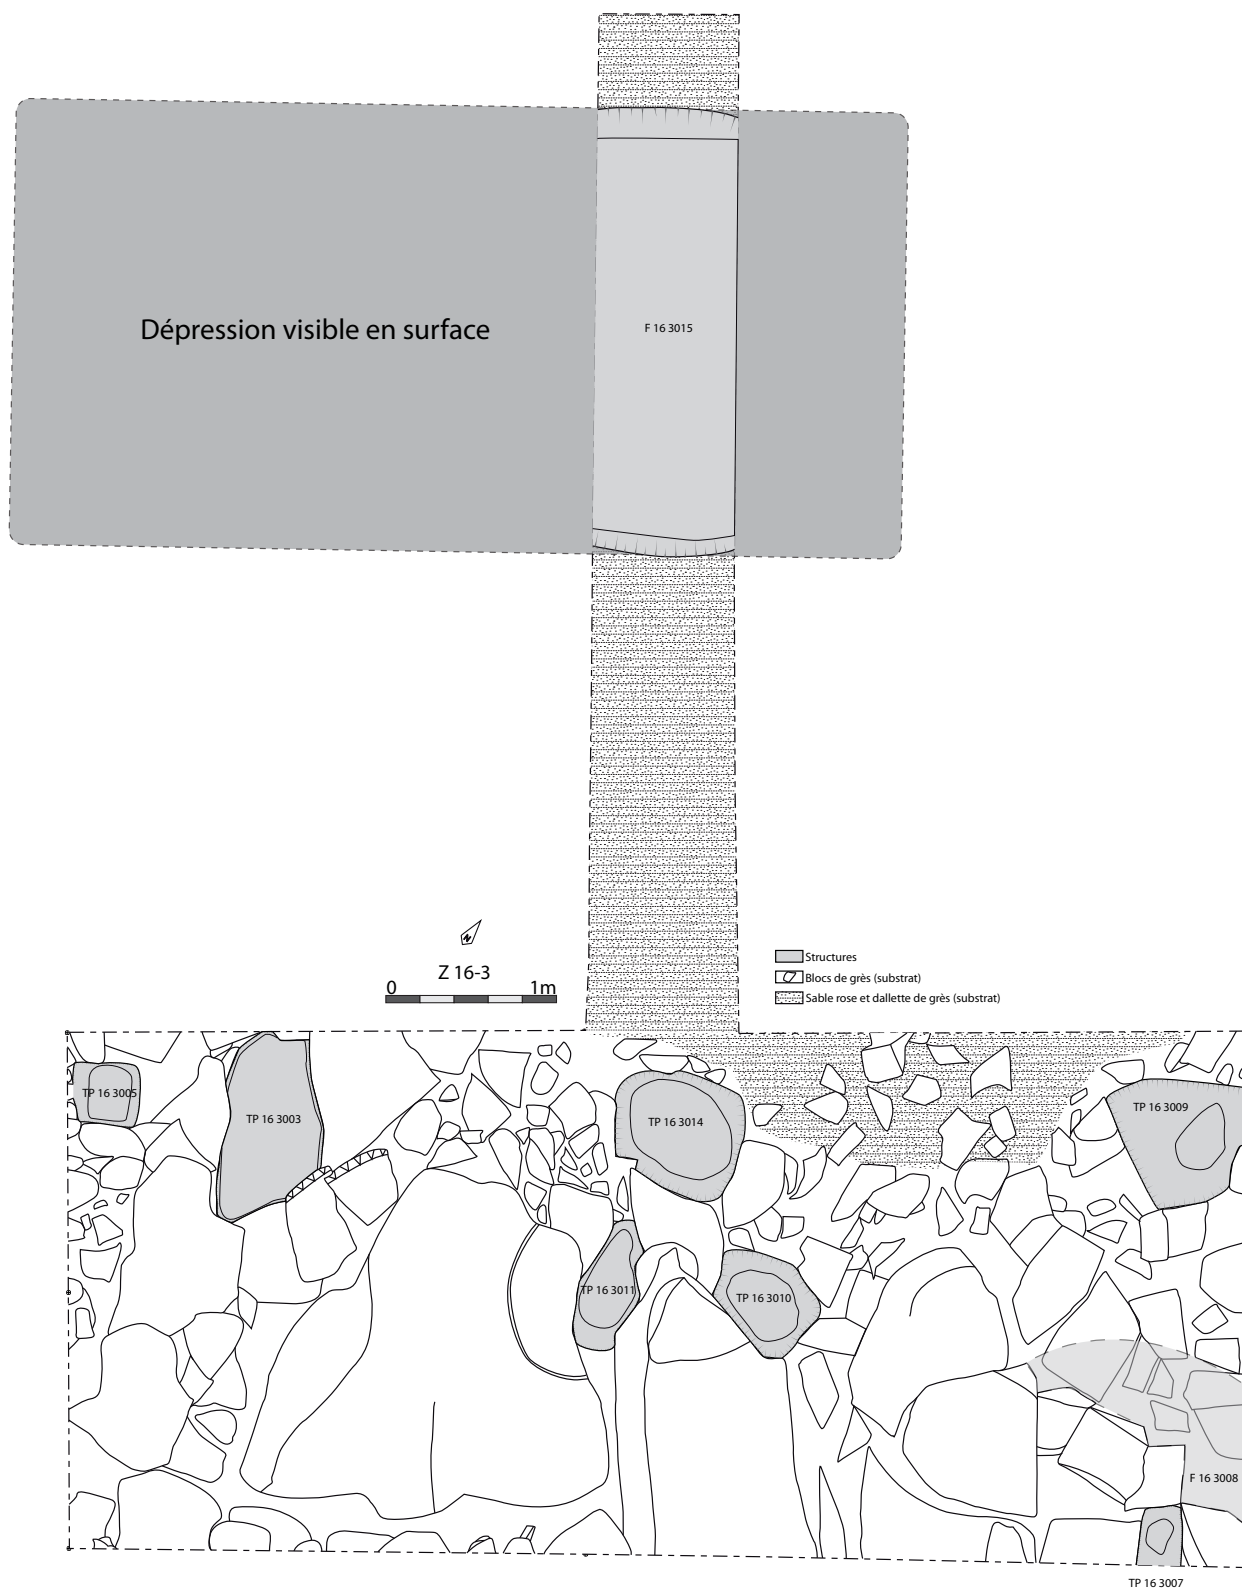 F 16 3015
Dépression visible en surface
N
Z 16-3
0 1m
Structures
Blocs de grès (substrat)
Sable rose et dallette de grès (substrat)
TP 16 3005
TP 16 3003
TP 16 3014
TP 16 3009
TP 16 3011
TP 16 3010
F 16 3008
TP 16 3007